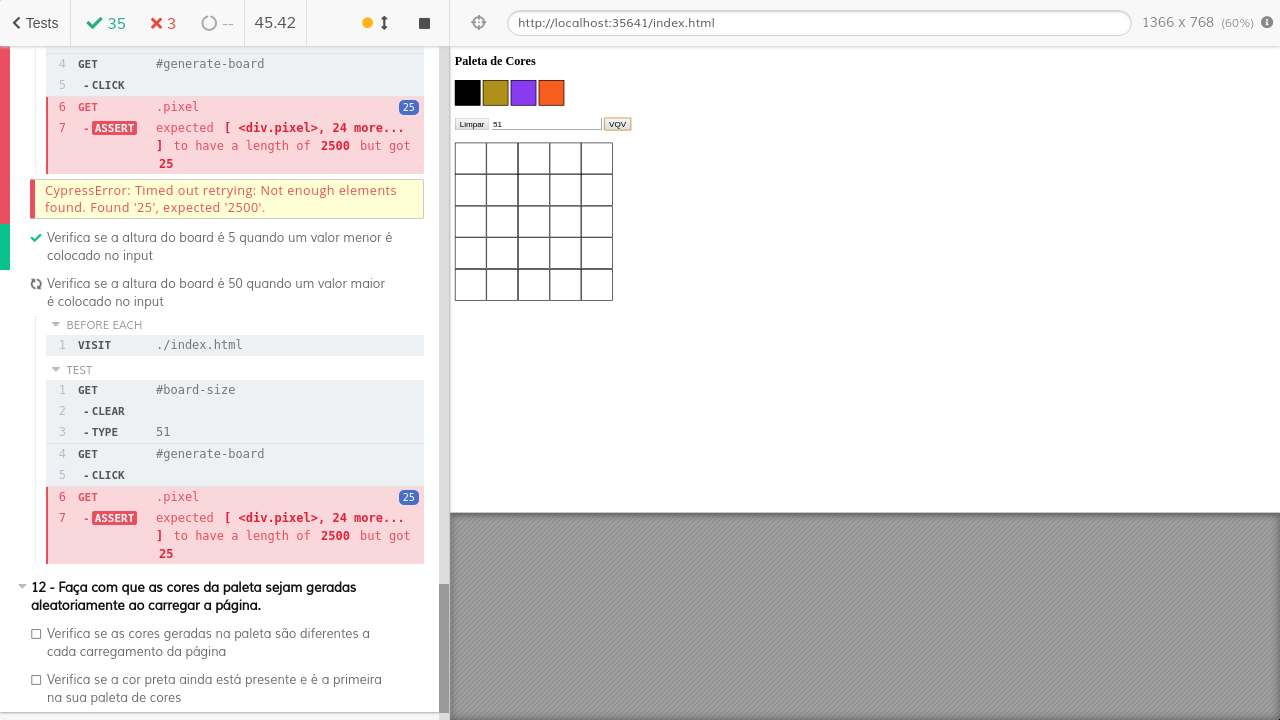 Tests
35
3
--
45.42
http://localhost:35641/index.html
1366 x 768 (60%)
4 GET #generate-board
5 - CLICK
6 GET .pixel 25
7 - ASSERT expected [ <div.pixel>, 24 more...
] to have a length of 2500 but got
25
CypressError: Timed out retrying: Not enough elements
found. Found '25', expected '2500'.
Verifica se a altura do board é 5 quando um valor menor é
colocado no input
Verifica se a altura do board é 50 quando um valor maior
é colocado no input
BEFORE EACH
1 VISIT ./index.html
TEST
1 GET #board-size
2 - CLEAR
3 - TYPE 51
4 GET #generate-board
5 - CLICK
6 GET .pixel 25
7 - ASSERT expected [ <div.pixel>, 24 more...
] to have a length of 2500 but got
25
12 - Faça com que as cores da paleta sejam geradas
aleatoriamente ao carregar a página.
Verifica se as cores geradas na paleta são diferentes a
cada carregamento da página
Verifica se a cor preta ainda está presente e é a primeira
na sua paleta de cores
Paleta de Cores
Limpar 51 VQV